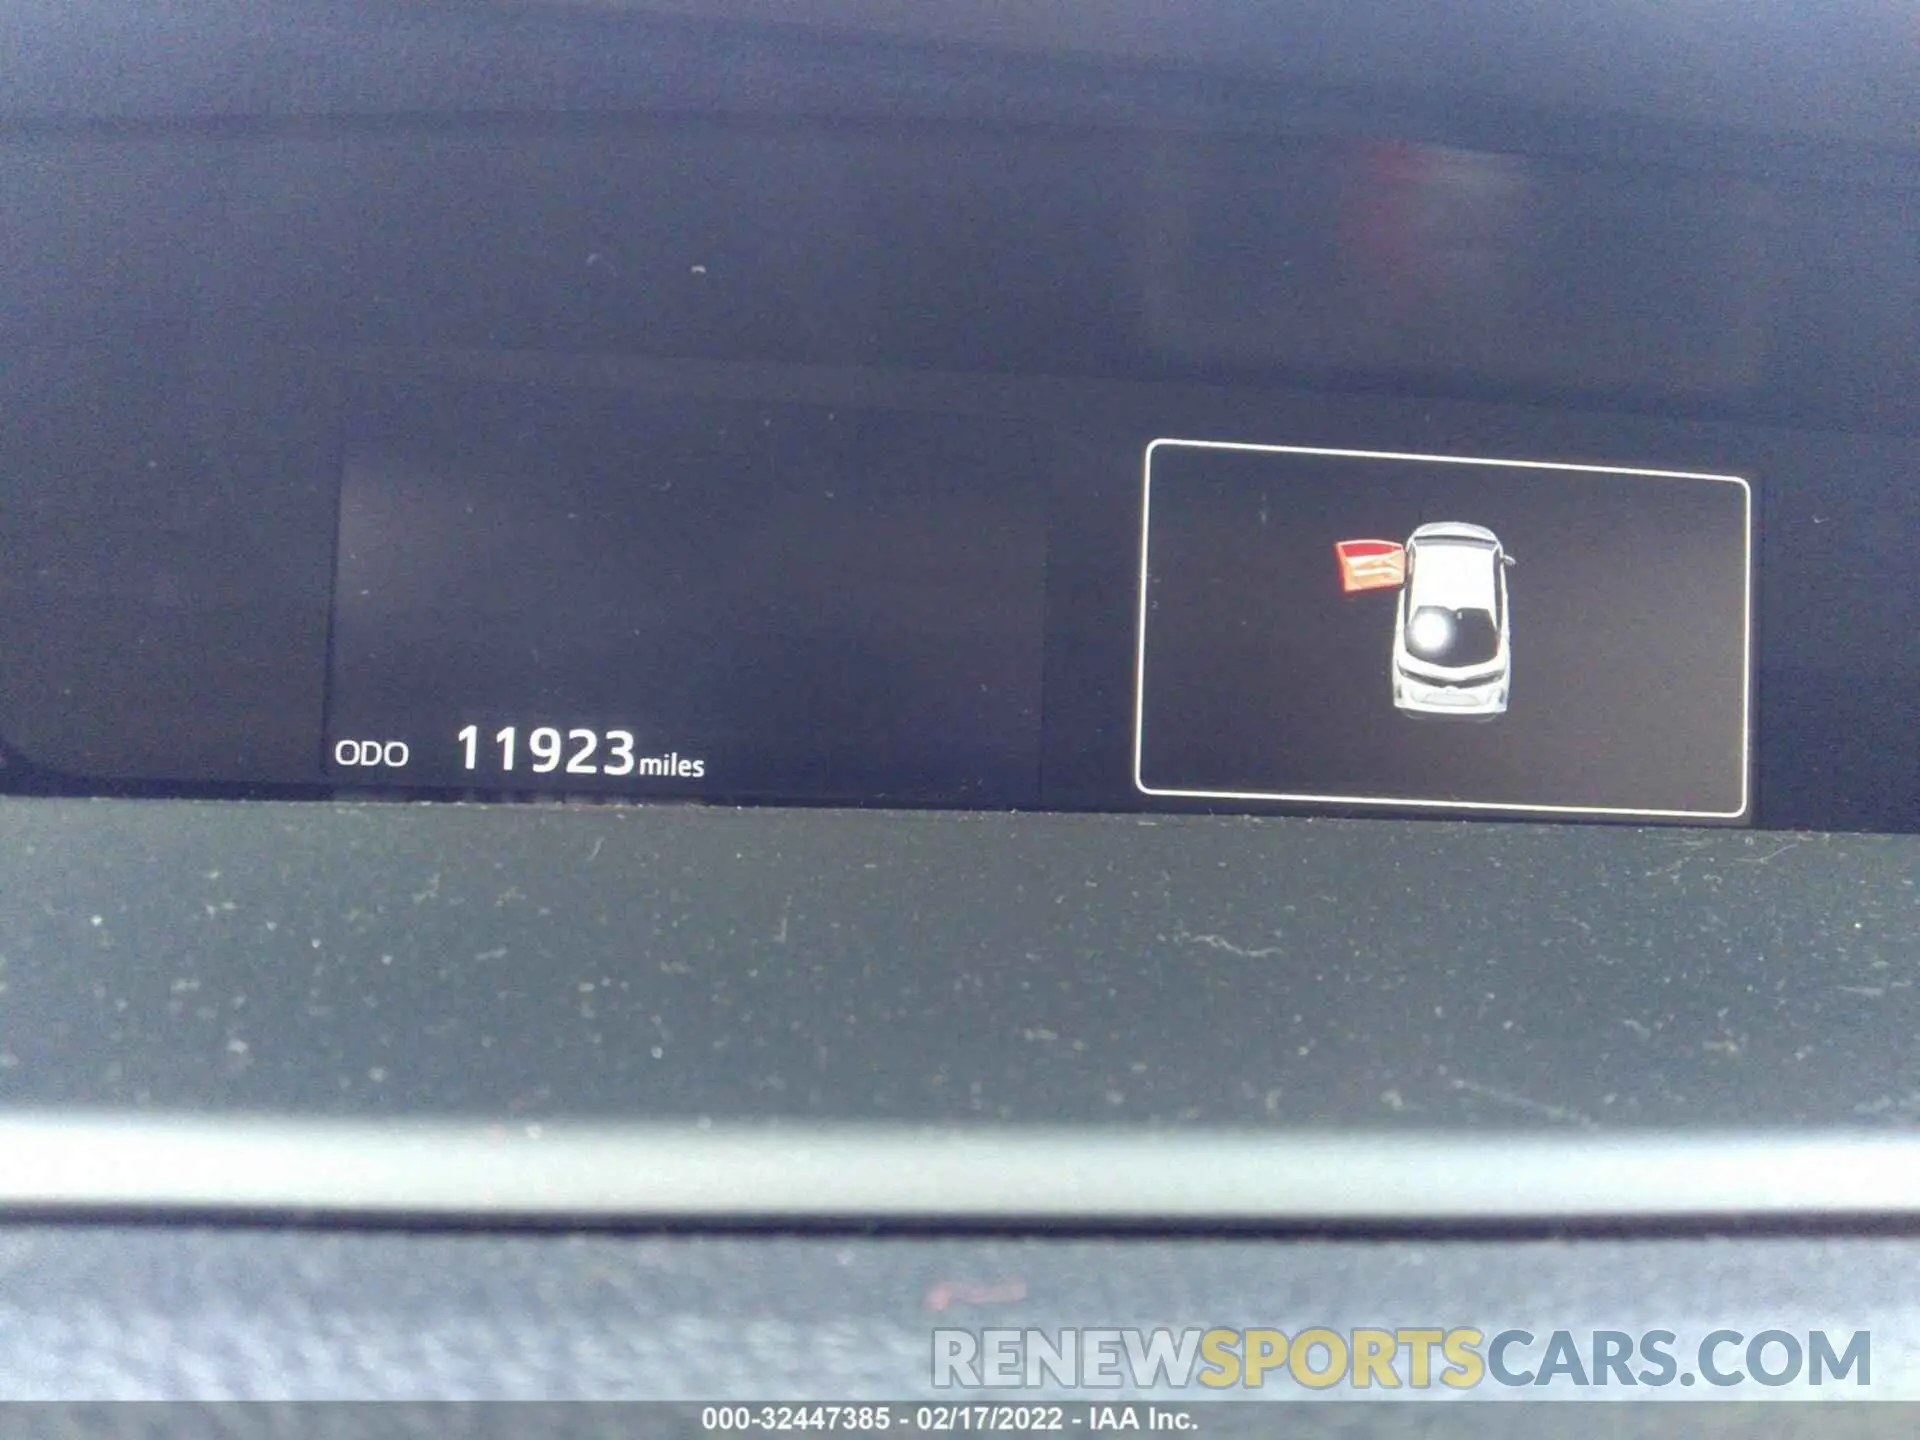 ODO 11923 miles
RENEWSPORTSCARS.COM
000-32447385 - 02/17/2022 - IAA Inc.